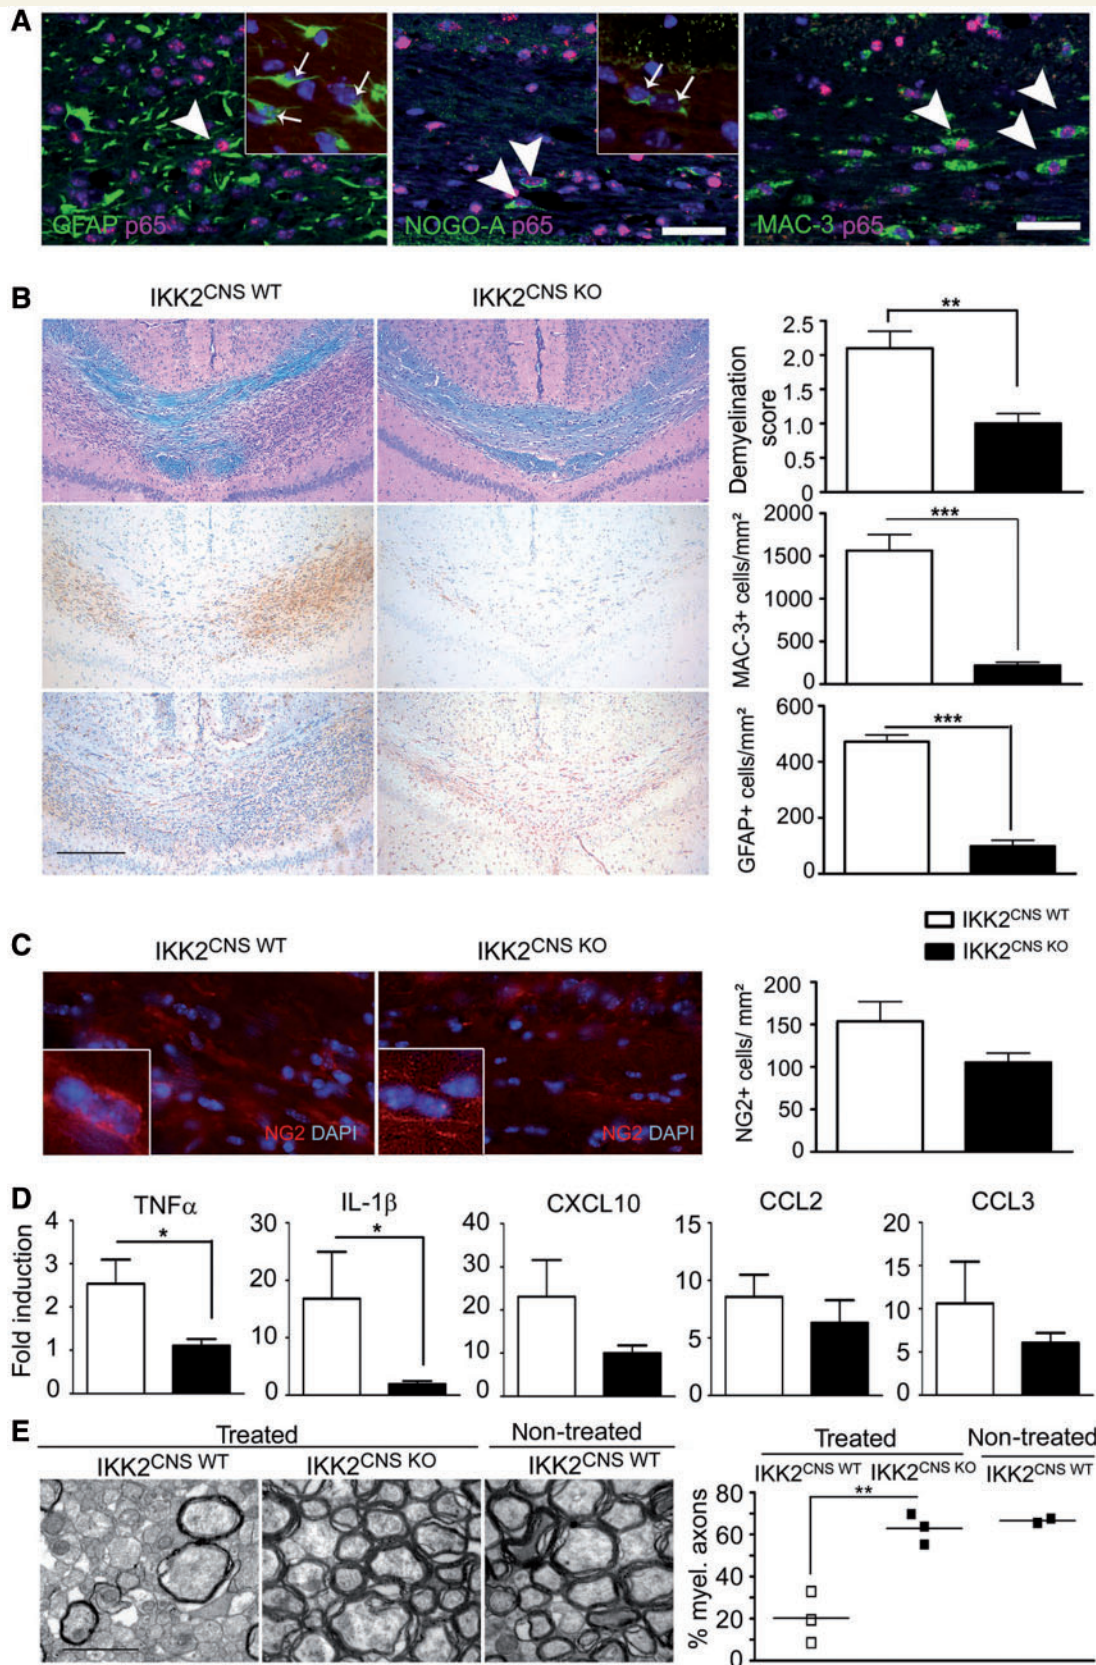 A
GFAP p65
NOGO-A p65
MAC-3 p65
B
IKK2CNS WT
IKK2CNS KO
**
2.5
2.0
1.5
1.0
0.5
0
Demyelination score
***
2000
1500
1000
500
0
MAC-3+ cells/mm²
***
600
400
200
0
GFAP+ cells/mm²
IKK2CNS WT
IKK2CNS KO
C
IKK2CNS WT
IKK2CNS KO
NG2 DAPI
NG2 DAPI
200
150
100
50
0
NG2+ cells/ mm²
D
Fold induction
TNFα
*
4
3
2
1
0
IL-1β
*
30
20
10
0
CXCL10
40
30
20
10
0
CCL2
15
10
5
0
CCL3
20
15
10
5
0
E
Treated
Non-treated
IKK2CNS WT
IKK2CNS KO
IKK2CNS WT
Treated
Non-treated
IKK2CNS WT
IKK2CNS KO
IKK2CNS WT
**
80
60
40
20
0
% myel. axons